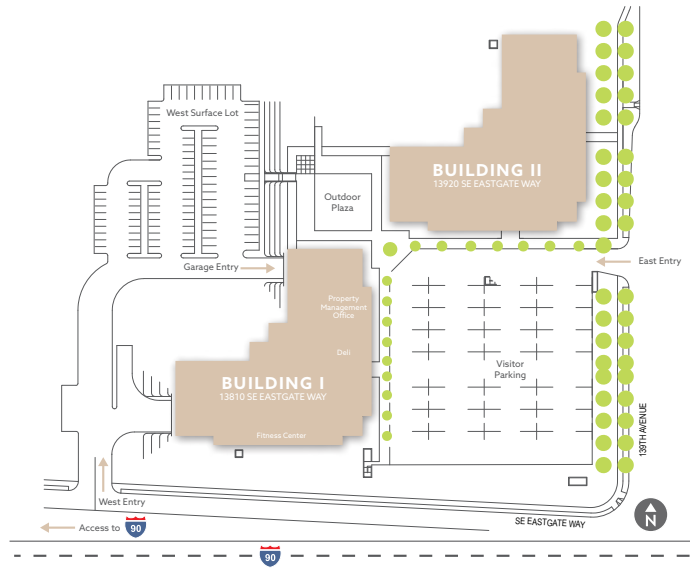 West Surface Lot
BUILDING II
13920 SE EASTGATE WAY
Outdoor
Plaza
Garage Entry
East Entry
Property
Management
Office
Deli
Visitor
Parking
BUILDING I
13810 SE EASTGATE WAY
Fitness Center
139TH AVENUE
West Entry
SE EASTGATE WAY
N
Access to 90
90